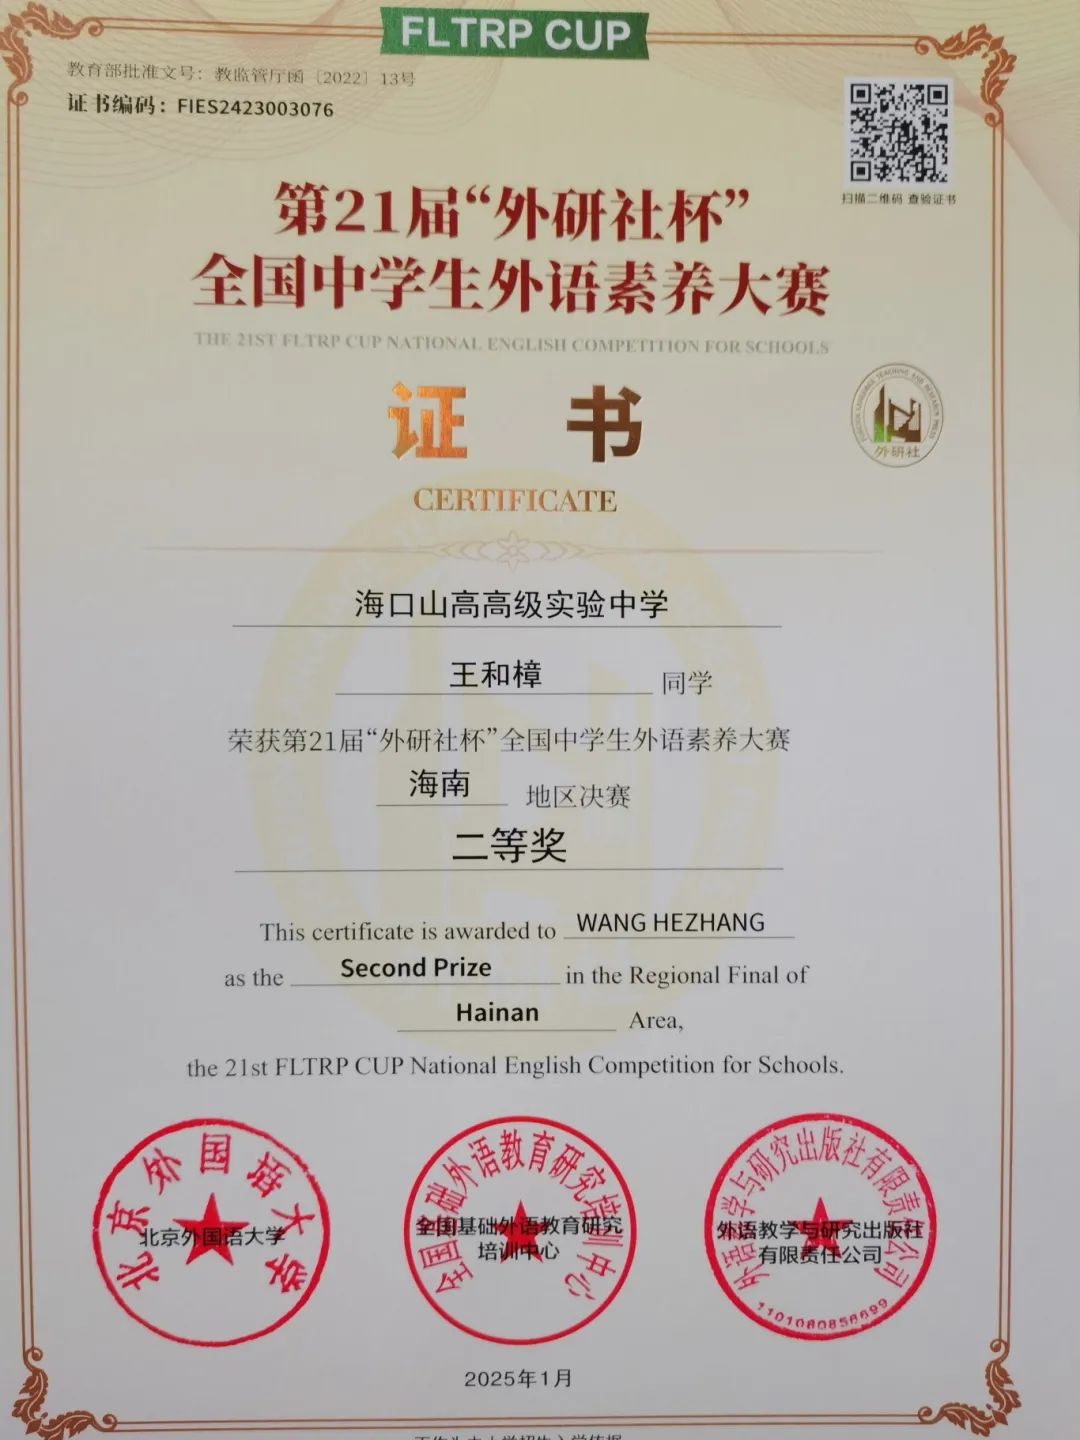 FLTRP CUP
教育部批准文号：教监管厅函〔2022〕13号
证书编码：FIES2423003076
扫描二维码 查验证书
第21届“外研社杯”
全国中学生外语素养大赛
THE 21ST FLTRP CUP NATIONAL ENGLISH COMPETITION FOR SCHOOLS
证 书
FOREIGN LANGUAGE TEACHING AND RESEARCH PRESS
外研社
CERTIFICATE
海口山高高级实验中学
王和樟 同学
荣获第21届“外研社杯”全国中学生外语素养大赛
海南 地区决赛
二等奖
This certificate is awarded to WANG HEZHANG
as the Second Prize in the Regional Final of
Hainan Area,
the 21st FLTRP CUP National English Competition for Schools.
北京外国语大学
北京外国语大学
全国基础外语教育研究培训中心
全国基础外语教育研究
培训中心
外语教学与研究出版社有限责任公司
外语教学与研究出版社
有限责任公司
2025年1月